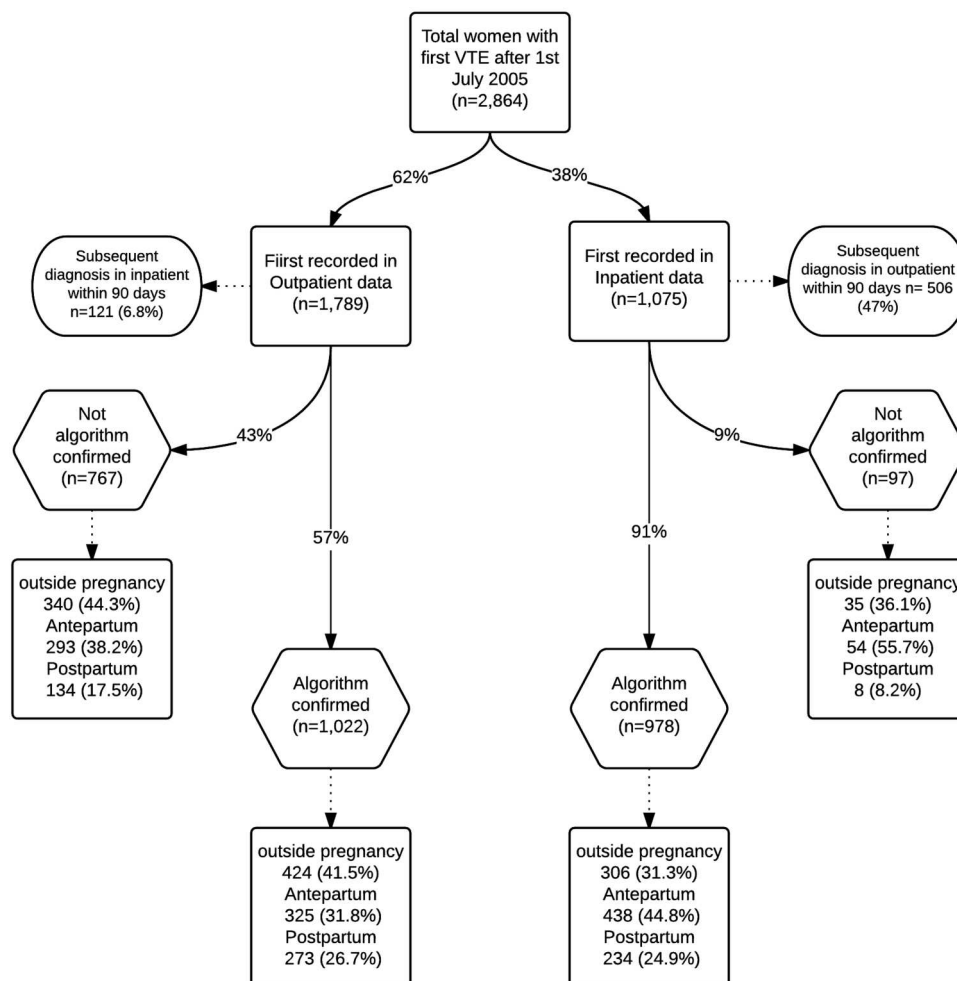 Total women with
first VTE after 1st
July 2005
(n=2,864)
62%
38%
Subsequent
diagnosis in inpatient
within 90 days
n=121 (6.8%)
Fiirst recorded in
Outpatient data
(n=1,789)
First recorded in
Inpatient data
(n=1,075)
Subsequent
diagnosis in outpatient
within 90 days n= 506
(47%)
Not
algorithm
confirmed
(n=767)
43%
9%
Not
algorithm
confirmed
(n=97)
57%
91%
outside pregnancy
340 (44.3%)
Antepartum
293 (38.2%)
Postpartum
134 (17.5%)
outside pregnancy
35 (36.1%)
Antepartum
54 (55.7%)
Postpartum
8 (8.2%)
Algorithm
confirmed
(n=1,022)
Algorithm
confirmed
(n=978)
outside pregnancy
424 (41.5%)
Antepartum
325 (31.8%)
Postpartum
273 (26.7%)
outside pregnancy
306 (31.3%)
Antepartum
438 (44.8%)
Postpartum
234 (24.9%)